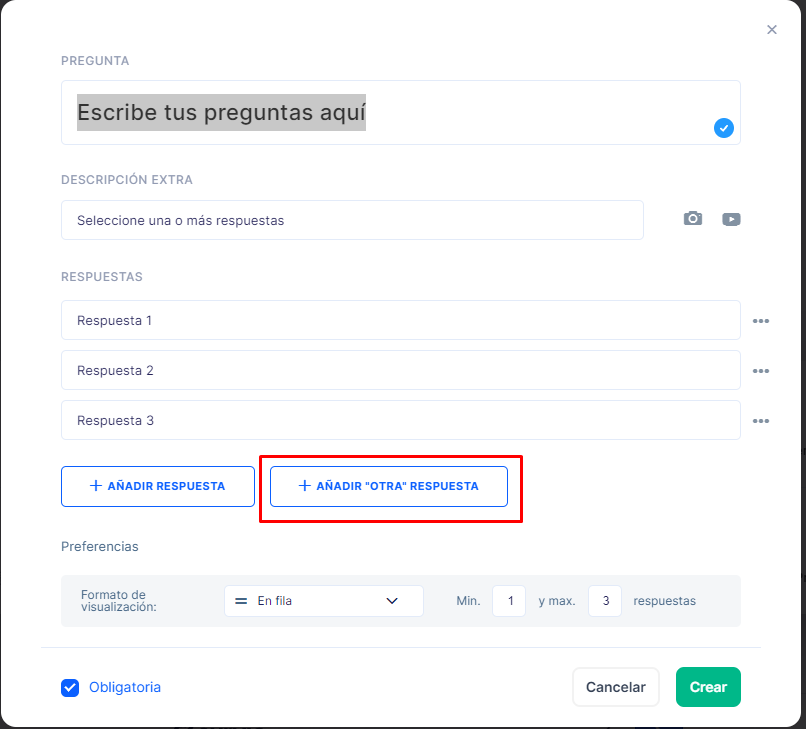 PREGUNTA
Escribe tus preguntas aquí
DESCRIPCIÓN EXTRA
Seleccione una o más respuestas
RESPUESTAS
Respuesta 1
Respuesta 2
Respuesta 3
+ AÑADIR RESPUESTA + AÑADIR "OTRA" RESPUESTA
Preferencias
Formato de
visualización:
En fila Min. 1 y max. 3 respuestas
Obligatoria Cancelar Crear